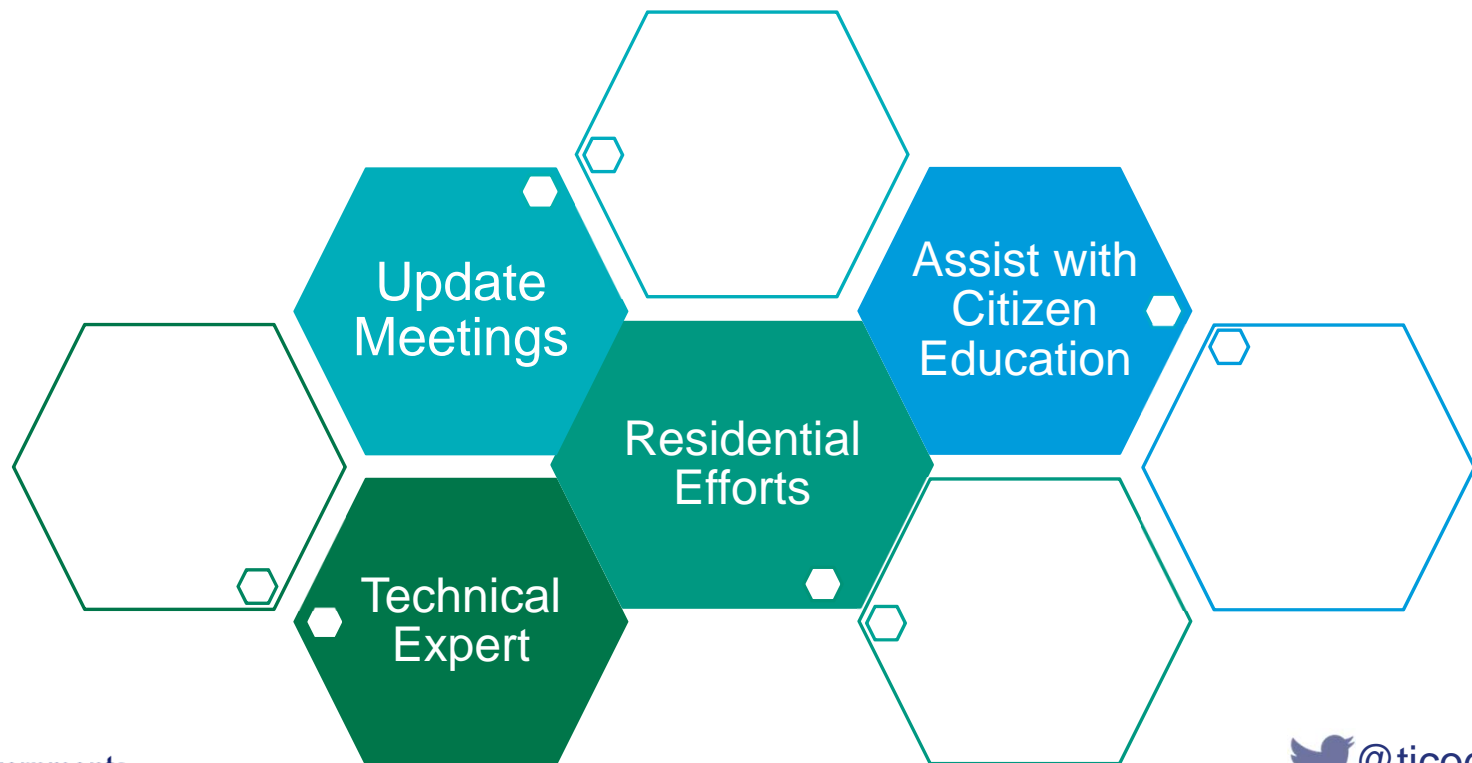 Update
Meetings
Assist with
Citizen
Education
Residential
Efforts
Technical
Expert